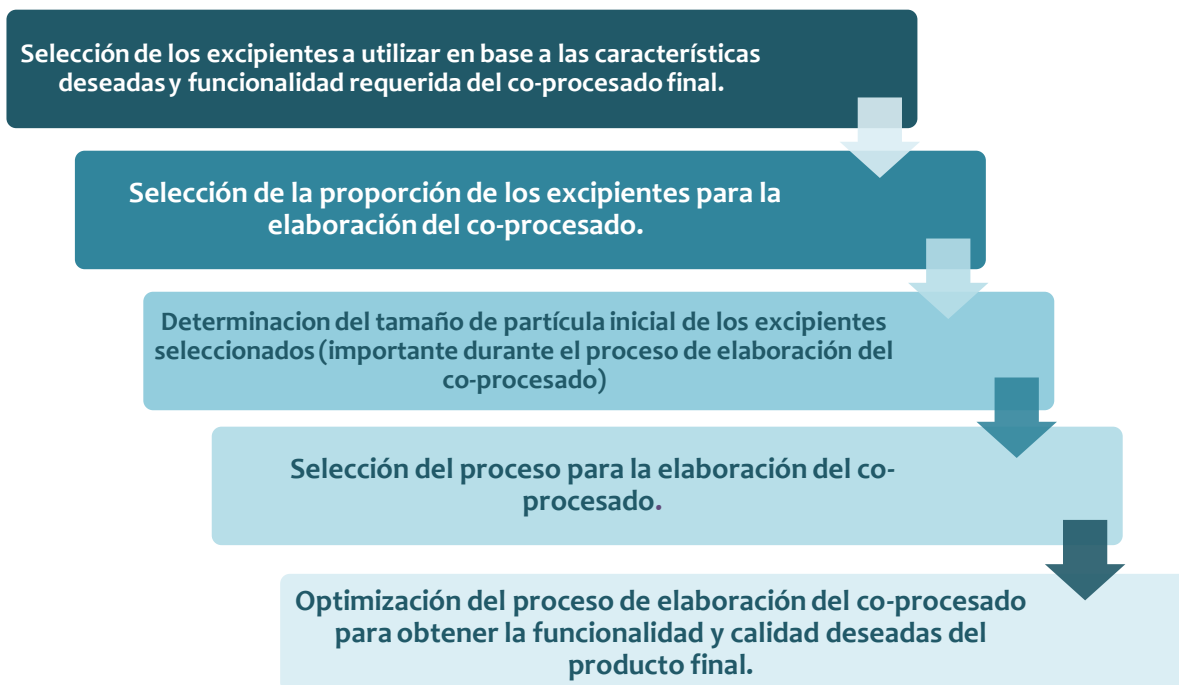 Selección de los excipientes a utilizar en base a las características
deseadas y funcionalidad requerida del co-procesado final.
Selección de la proporción de los excipientes para la
elaboración del co-procesado.
Determinacion del tamaño de partícula inicial de los excipientes
seleccionados (importante durante el proceso de elaboración del
co-procesado)
Selección del proceso para la elaboración del co-
procesado.
Optimización del proceso de elaboración del co-procesado
para obtener la funcionalidad y calidad deseadas del
producto final.